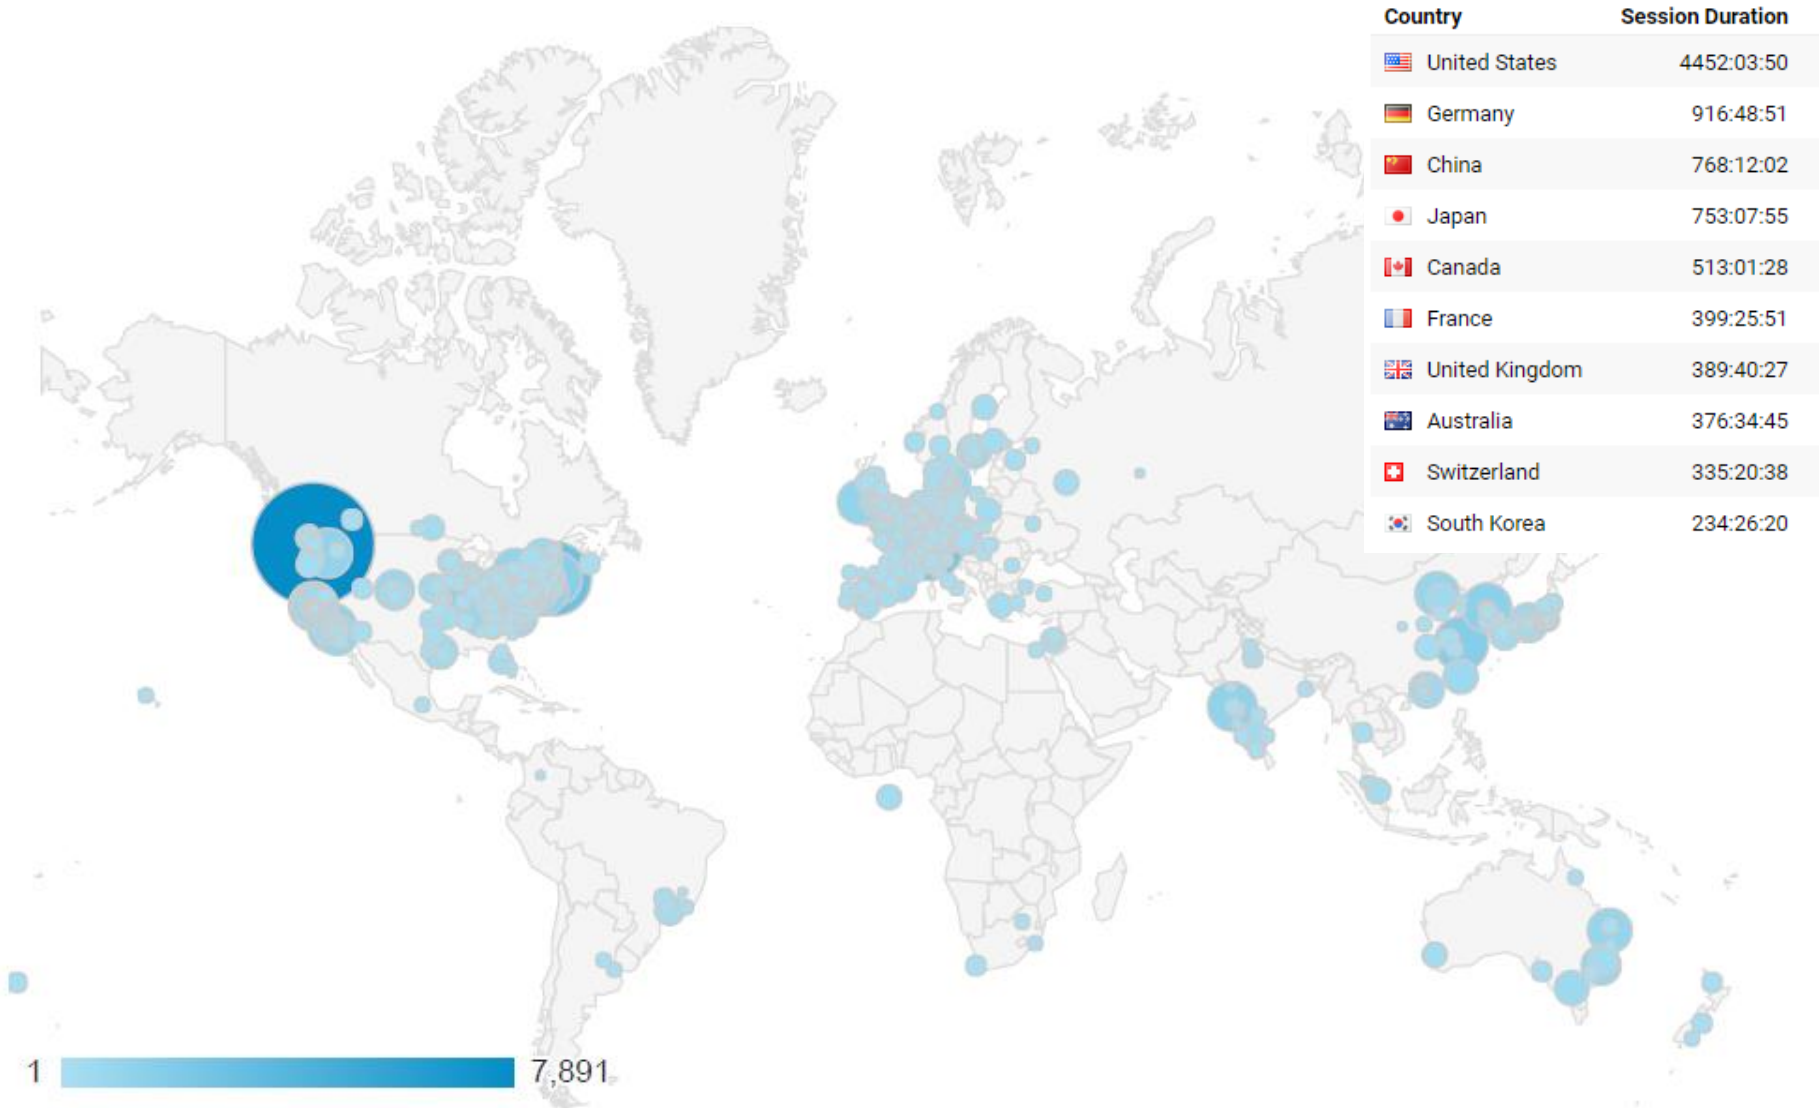 Country Session Duration
United States 4452:03:50
Germany 916:48:51
China 768:12:02
Japan 753:07:55
Canada 513:01:28
France 399:25:51
United Kingdom 389:40:27
Australia 376:34:45
Switzerland 335:20:38
South Korea 234:26:20
1 7,891